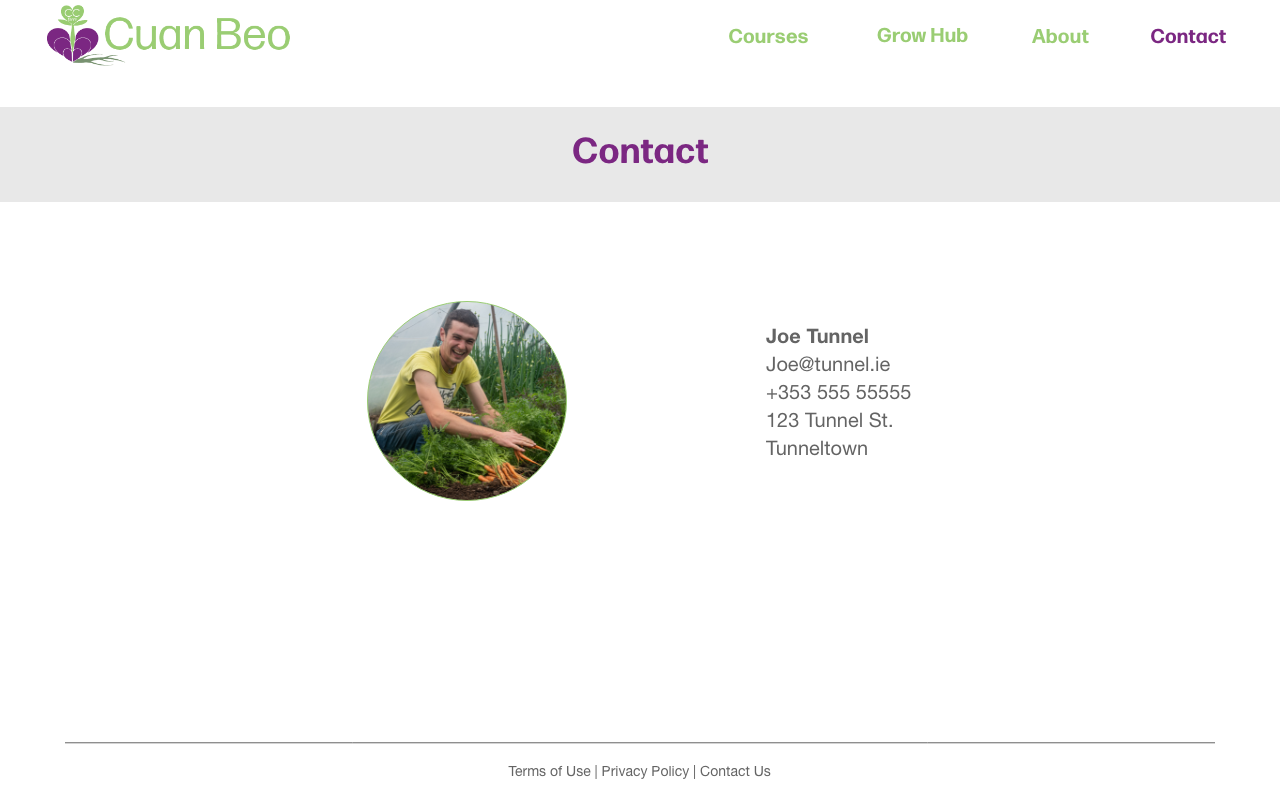 Cuan Beo
Courses
Grow Hub
About
Contact
Contact
Joe Tunnel
Joe@tunnel.ie
+353 555 55555
123 Tunnel St.
Tunneltown
Terms of Use | Privacy Policy | Contact Us